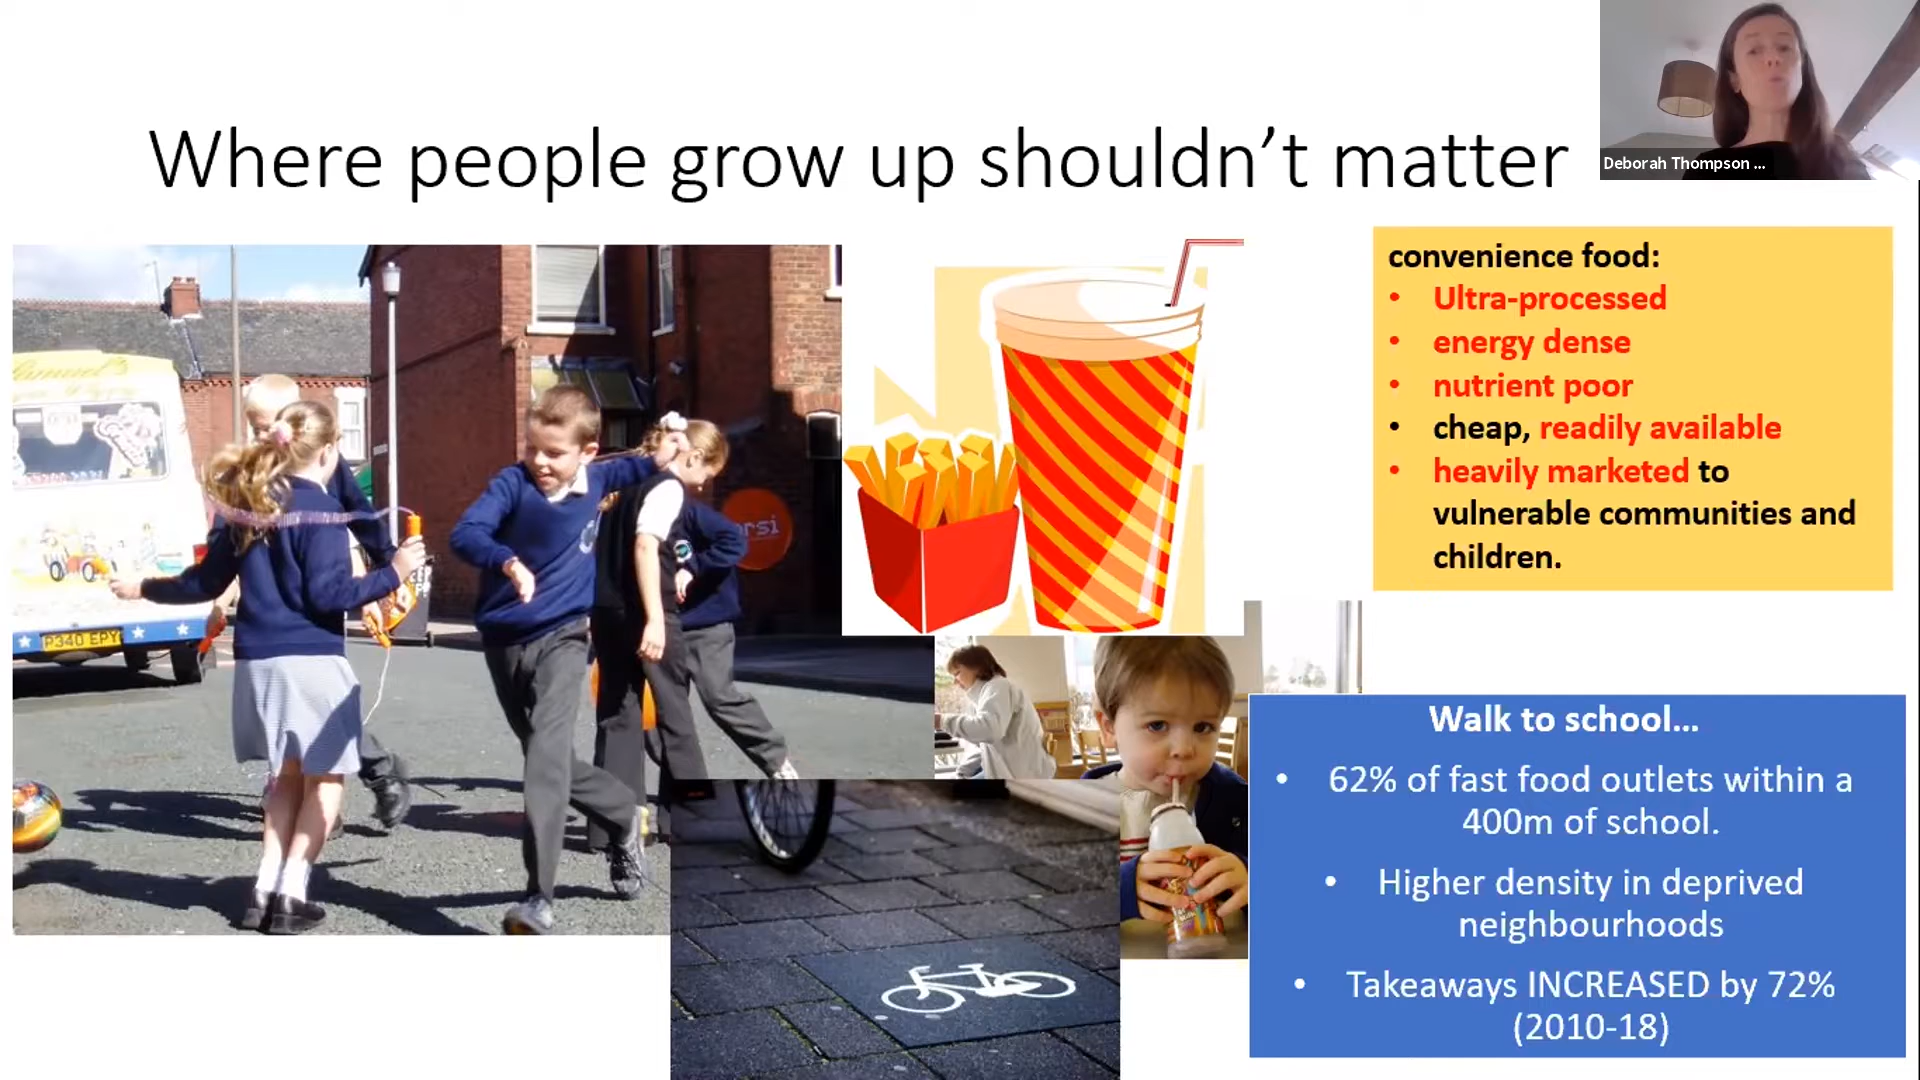 Where people grow up shouldn't matter
Deborah Thompson ...
convenience food:
• Ultra-processed
• energy dense
• nutrient poor
• cheap, readily available
• heavily marketed to
vulnerable communities and
children.
P340 EPY
Walk to school...
• 62% of fast food outlets within a
400m of school.
• Higher density in deprived
neighbourhoods
• Takeaways INCREASED by 72%
(2010-18)